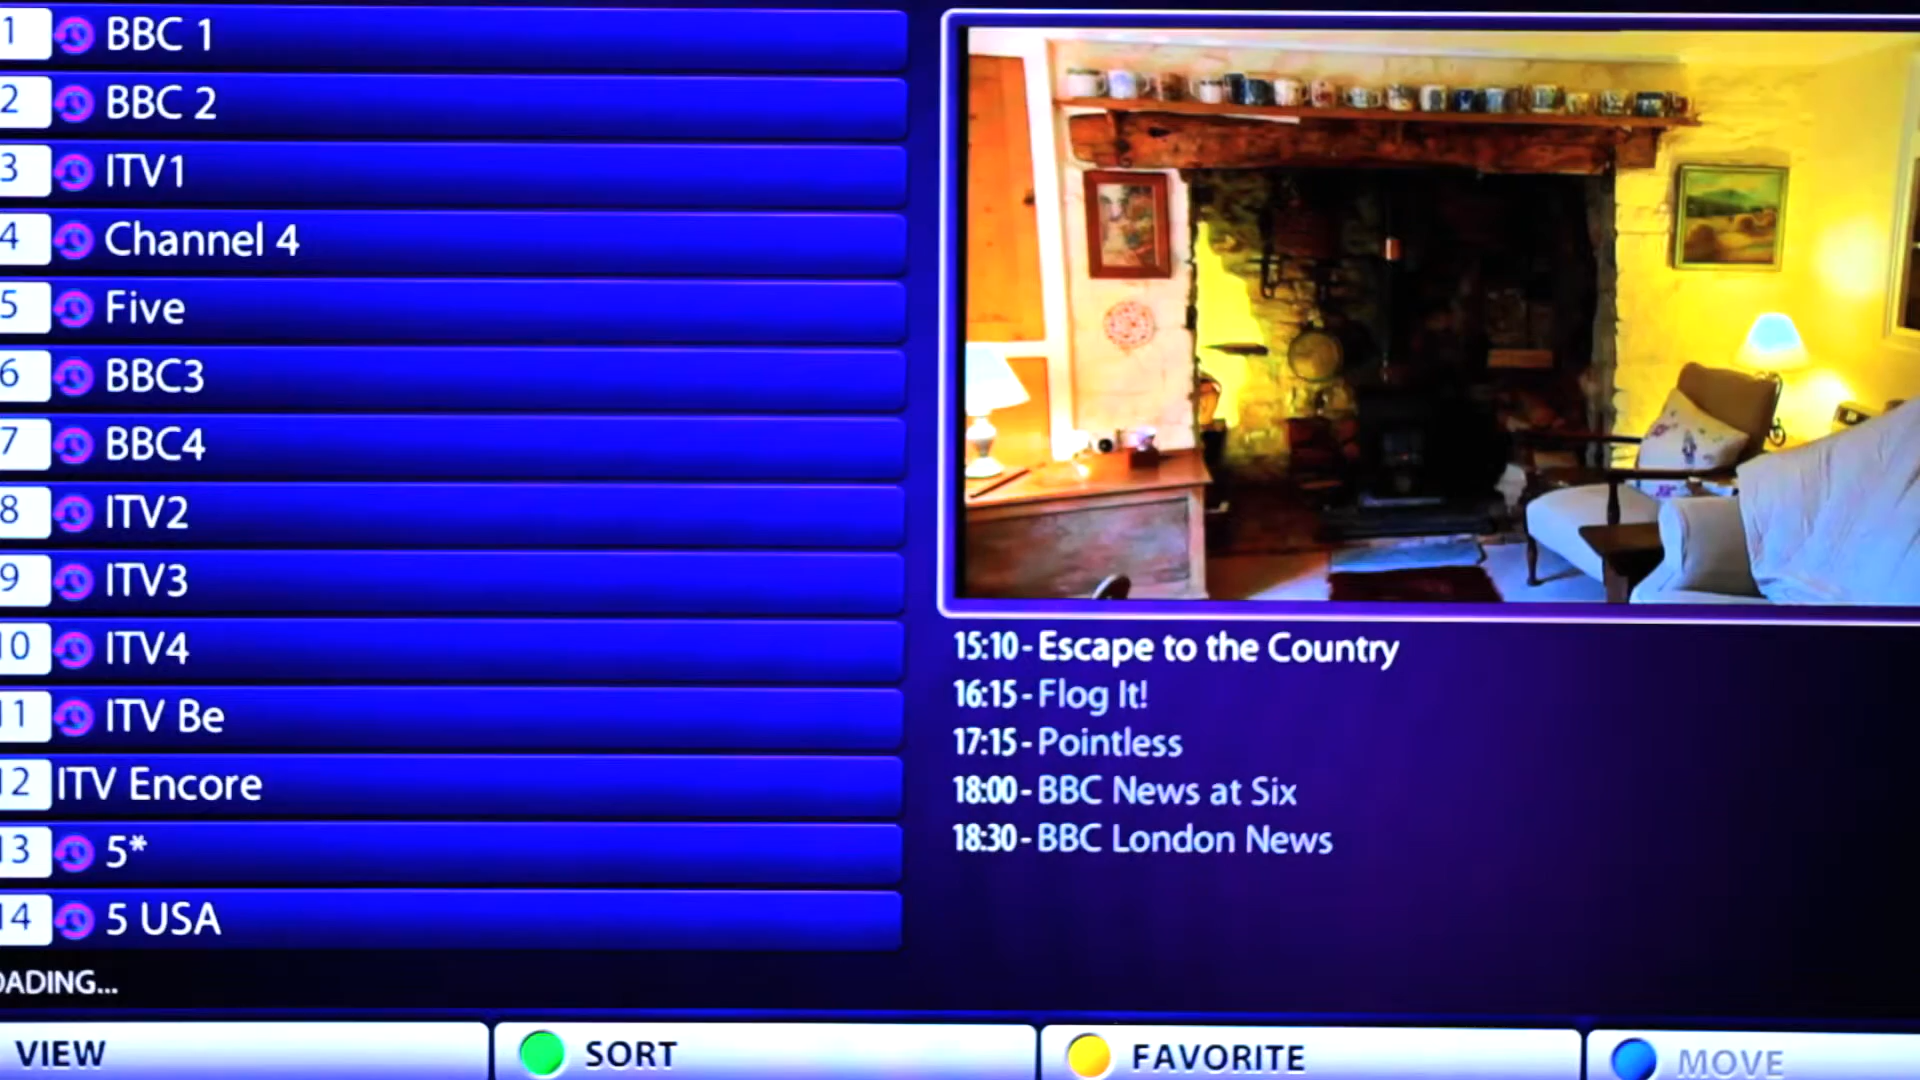 1 BBC 1
2 BBC 2
3 ITV1
4 Channel 4
5 Five
6 BBC3
7 BBC4
8 ITV2
9 ITV3
10 ITV4
11 ITV Be
12 ITV Encore
13 5*
14 5 USA
OADING...
15:10 - Escape to the Country
16:15 - Flog It!
17:15 - Pointless
18:00 - BBC News at Six
18:30 - BBC London News
VIEW SORT FAVORITE MOVE